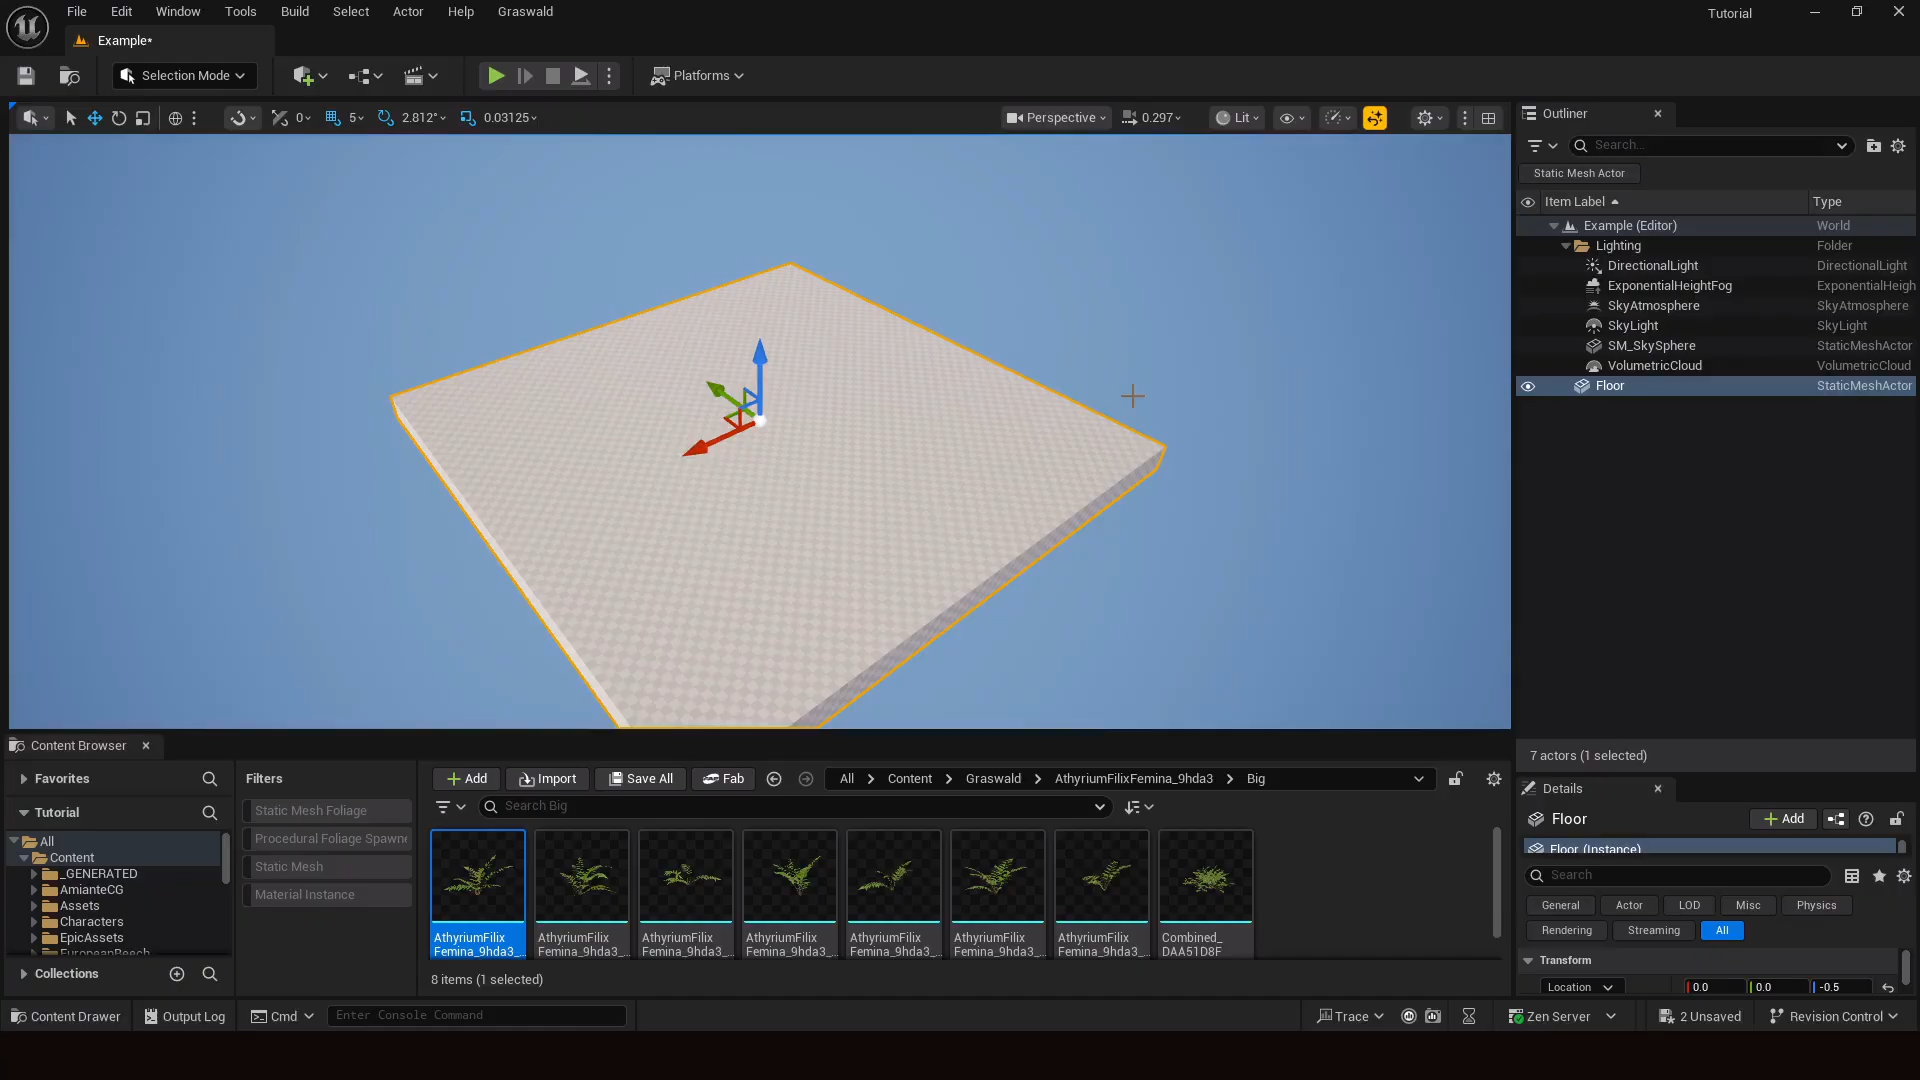 File Edit Window Tools Build Select Actor Help Graswald
Tutorial
Example*
Selection Mode
Platforms
0
5
2.812°
0.03125
Perspective
0.297
Lit
Outliner
Search...
Static Mesh Actor
Item Label
Type
Example (Editor)
World
Lighting
Folder
DirectionalLight
DirectionalLight
ExponentialHeightFog
ExponentialHeigh
SkyAtmosphere
SkyAtmosphere
SkyLight
SkyLight
SM_SkySphere
StaticMeshActor
VolumetricCloud
VolumetricCloud
Floor
StaticMeshActor
7 actors (1 selected)
Content Browser
Favorites
Tutorial
All
Content
_GENERATED
AmianteCG
Assets
Characters
EpicAssets
EuropeanBeech
Collections
Filters
Static Mesh Foliage
Procedural Foliage Spawne
Static Mesh
Material Instance
Add
Import
Save All
Fab
All
Content
Graswald
AthyriumFilixFemina_9hda3
Big
Search Big
AthyriumFilix
Femina_9hda3_...
AthyriumFilix
Femina_9hda3_...
AthyriumFilix
Femina_9hda3_...
AthyriumFilix
Femina_9hda3_...
AthyriumFilix
Femina_9hda3_...
AthyriumFilix
Femina_9hda3_...
AthyriumFilix
Femina_9hda3_...
Combined_
DAA51D8F
8 items (1 selected)
Details
Floor
Add
Floor (Instance)
Search
General
Actor
LOD
Misc
Physics
Rendering
Streaming
All
Transform
Location
0.0
0.0
-0.5
Content Drawer
Output Log
Cmd
Enter Console Command
Trace
Zen Server
2 Unsaved
Revision Control